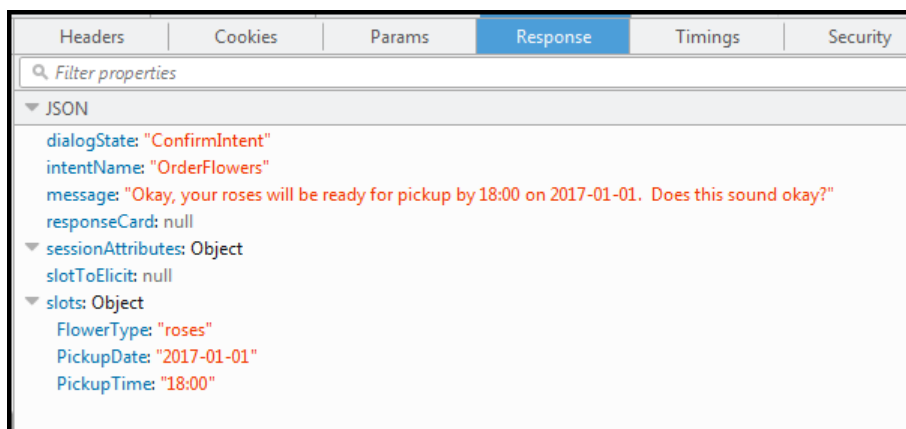 Headers Cookies Params Response Timings Security
Filter properties
JSON
dialogState: "ConfirmIntent"
intentName: "OrderFlowers"
message: "Okay, your roses will be ready for pickup by 18:00 on 2017-01-01.  Does this sound okay?"
responseCard: null
sessionAttributes: Object
slotToElicit: null
slots: Object
FlowerType: "roses"
PickupDate: "2017-01-01"
PickupTime: "18:00"